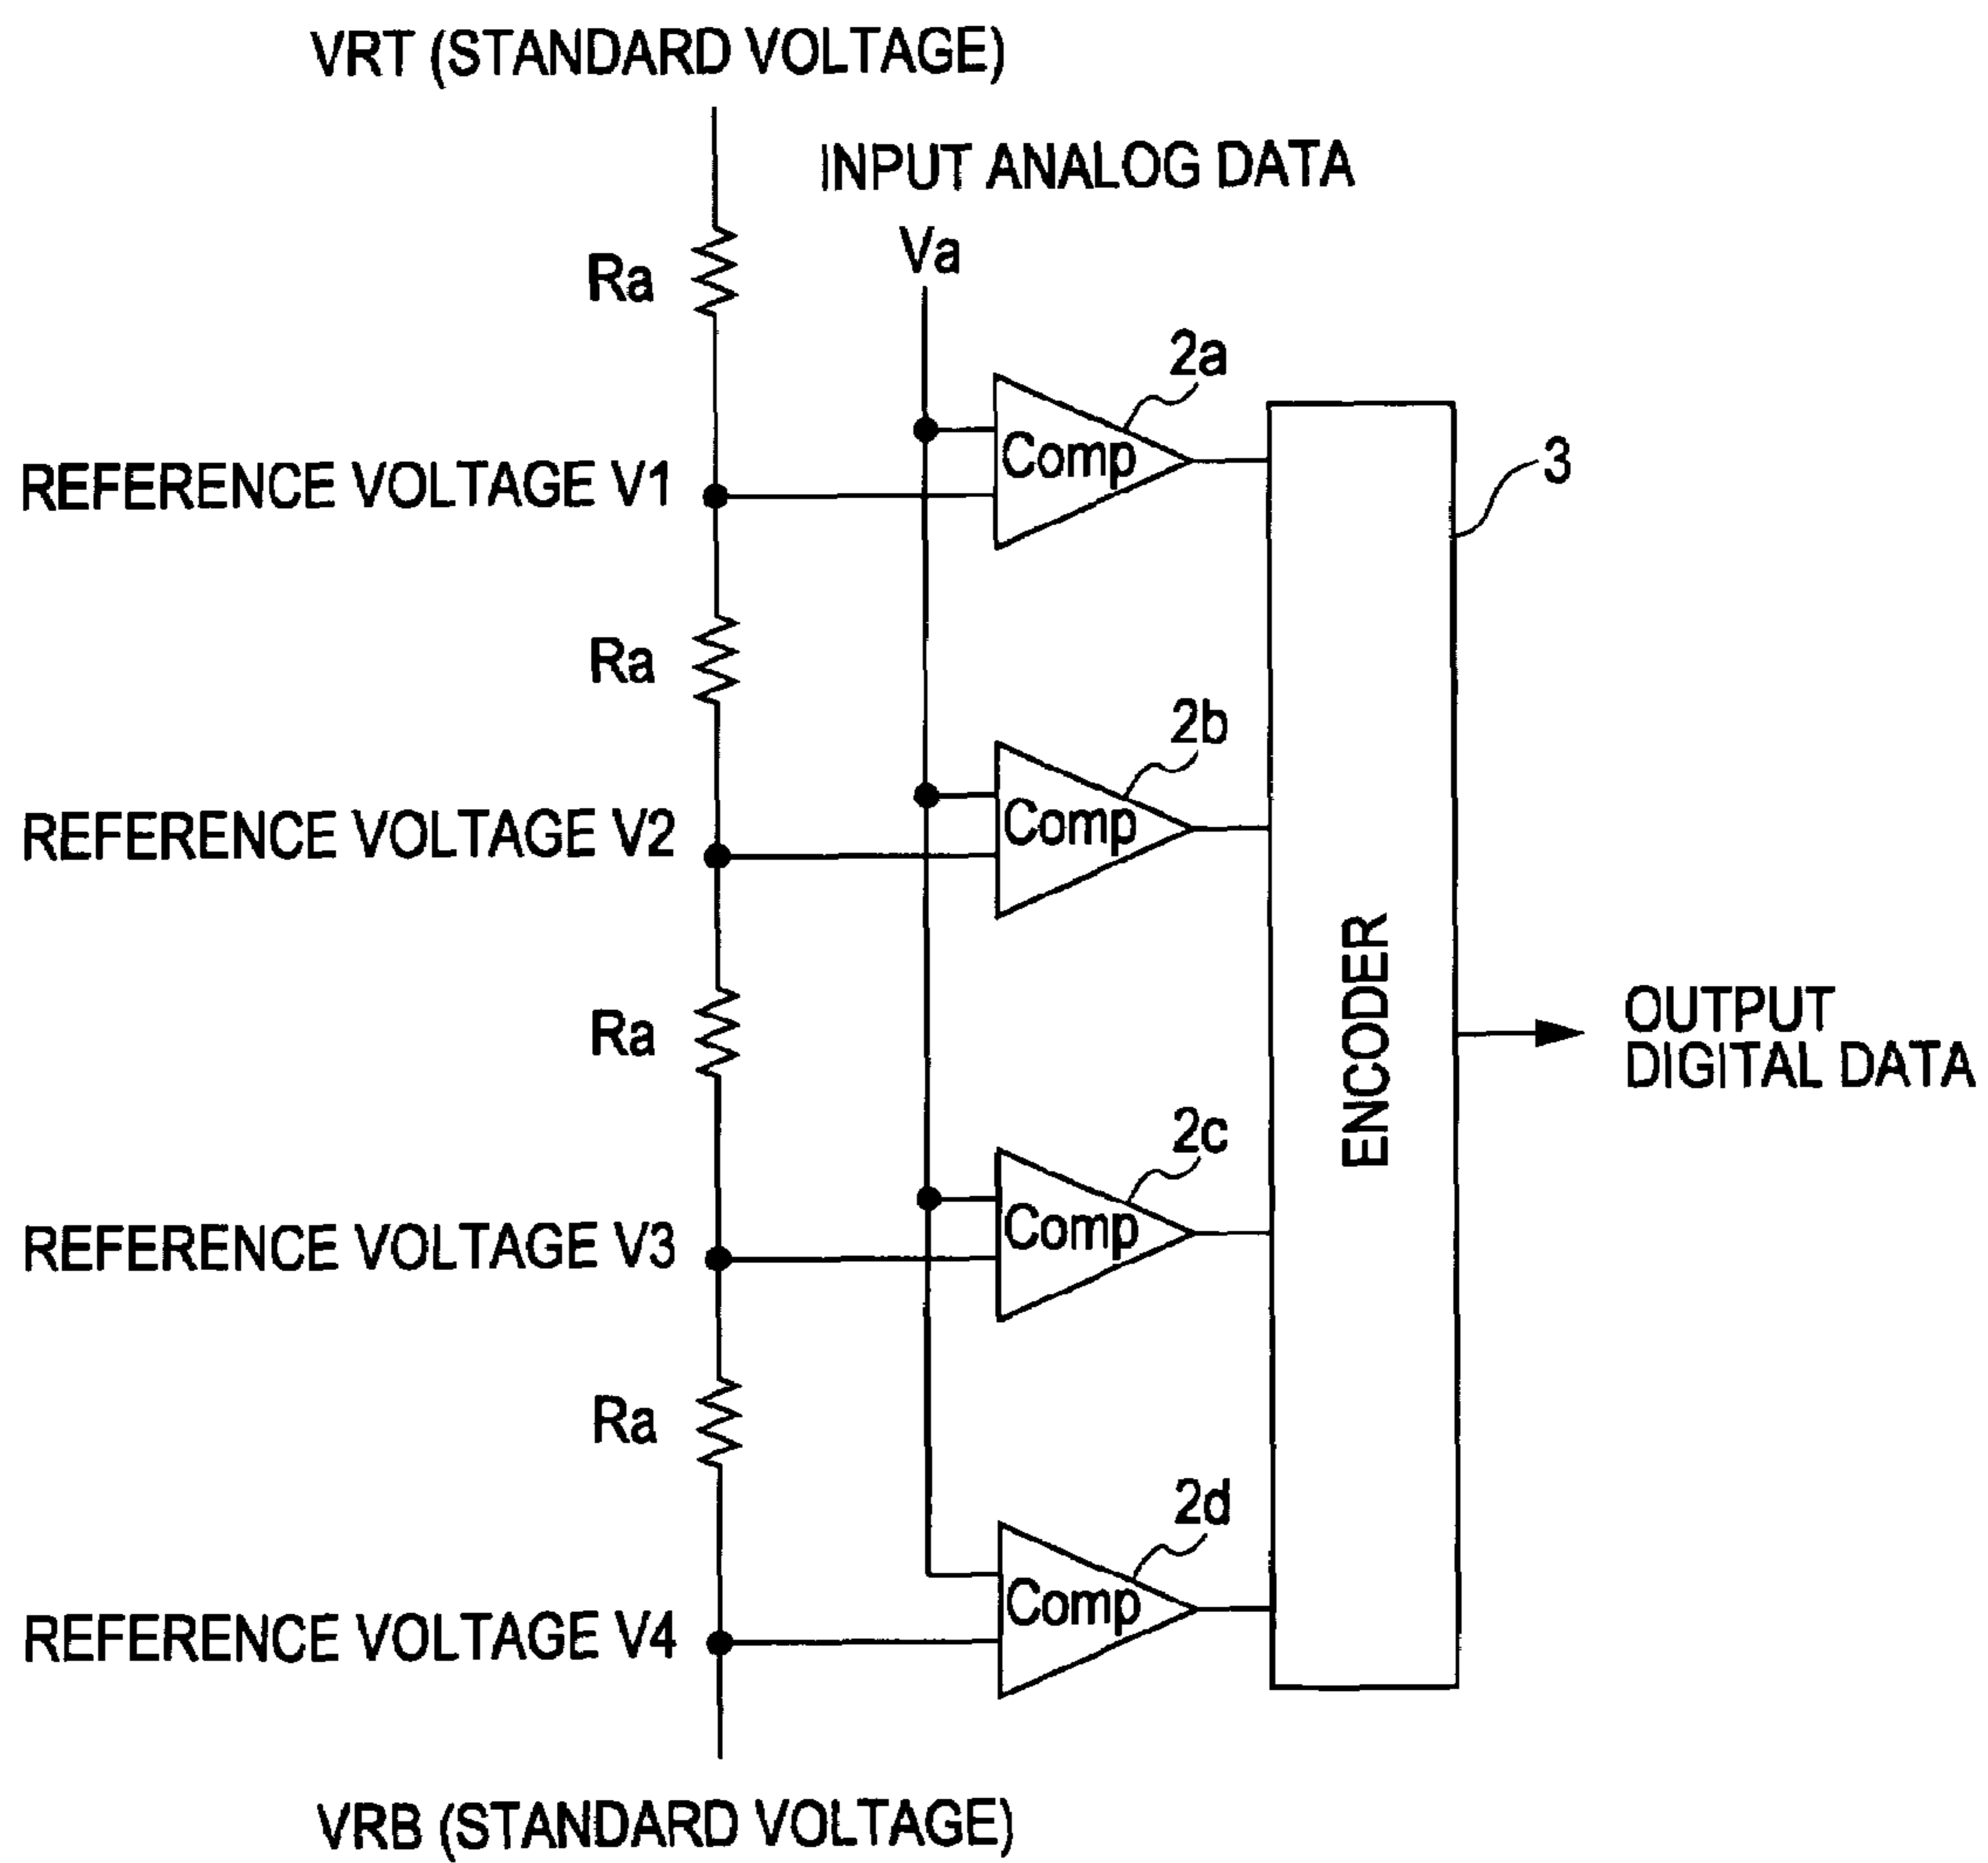 VRT (STANDARD VOLTAGE)
INPUT ANALOG DATA
Va
Ra
2a
Comp
3
REFERENCE VOLTAGE V1
Ra
2b
Comp
REFERENCE VOLTAGE V2
ENCODER
Ra
OUTPUT
DIGITAL DATA
2c
Comp
REFERENCE VOLTAGE V3
Ra
2d
Comp
REFERENCE VOLTAGE V4
VRB (STANDARD VOLTAGE)